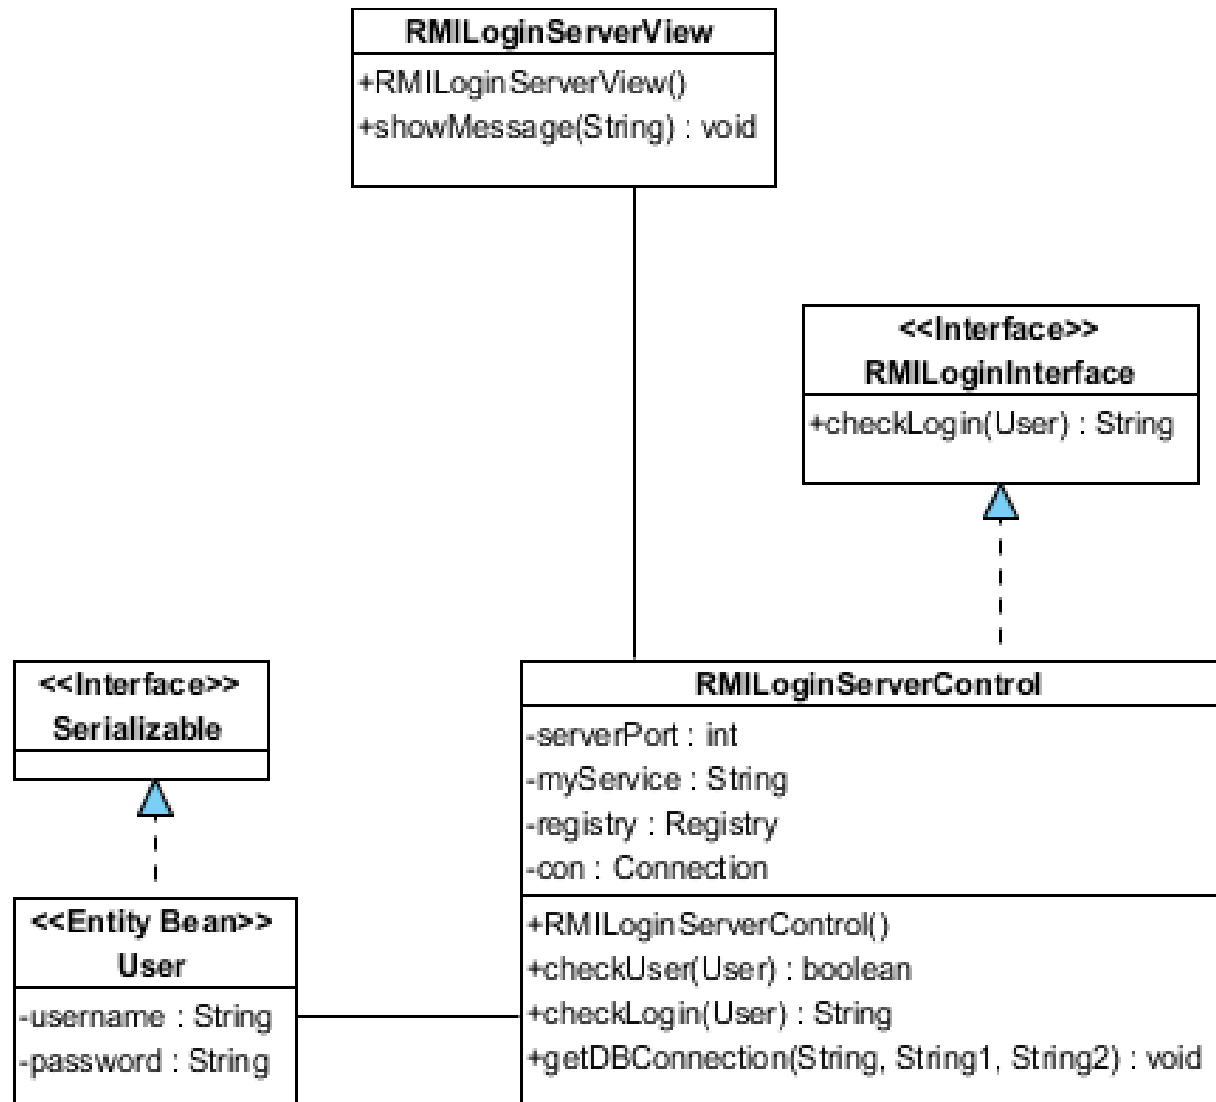 RMILoginServerView
+RMILoginServerView()
+showMessage(String) : void
<<Interface>>
RMILoginInterface
+checkLogin(User) : String
<<Interface>>
Serializable
<<Entity Bean>>
User
-username : String
-password : String
RMILoginServerControl
-serverPort : int
-myService : String
-registry : Registry
-con : Connection
+RMILoginServerControl()
+checkUser(User) : boolean
+checkLogin(User) : String
+getDBConnection(String, String1, String2) : void